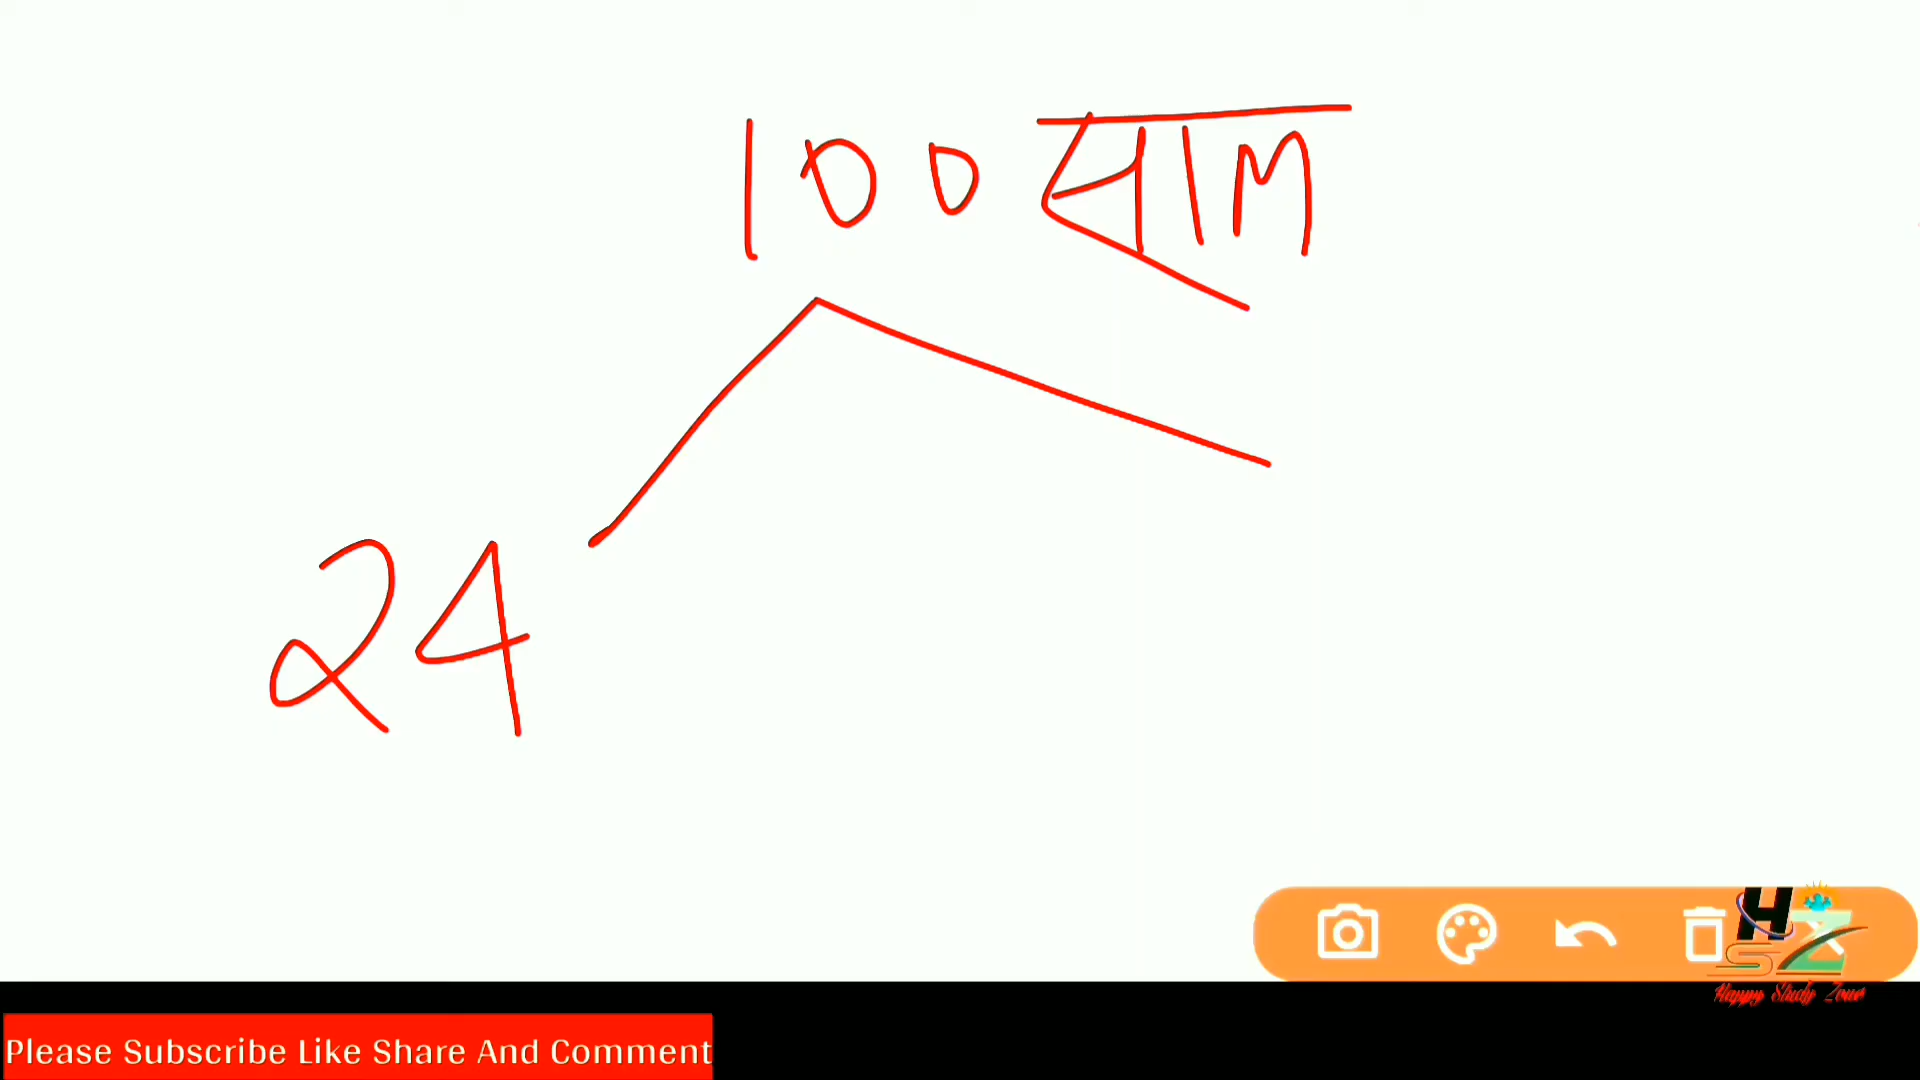 100 साल
24
Happy Study Zone
Please Subscribe Like Share And Comment